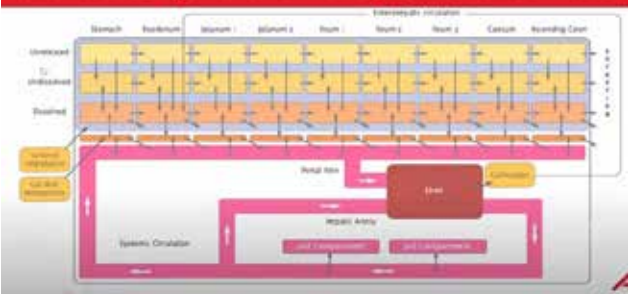 Enterohepatic circulation
Stomach Duodenum Jejunum 1 Jejunum 2 Ileum 1 Ileum 2 Ileum 3 Caecum Ascending Colon
Unreleased
Undissolved
Dissolved
Excretion
Portal Vein
Liver
Hepatic Artery
Systemic Circulation
2nd Compartment
3rd Compartment